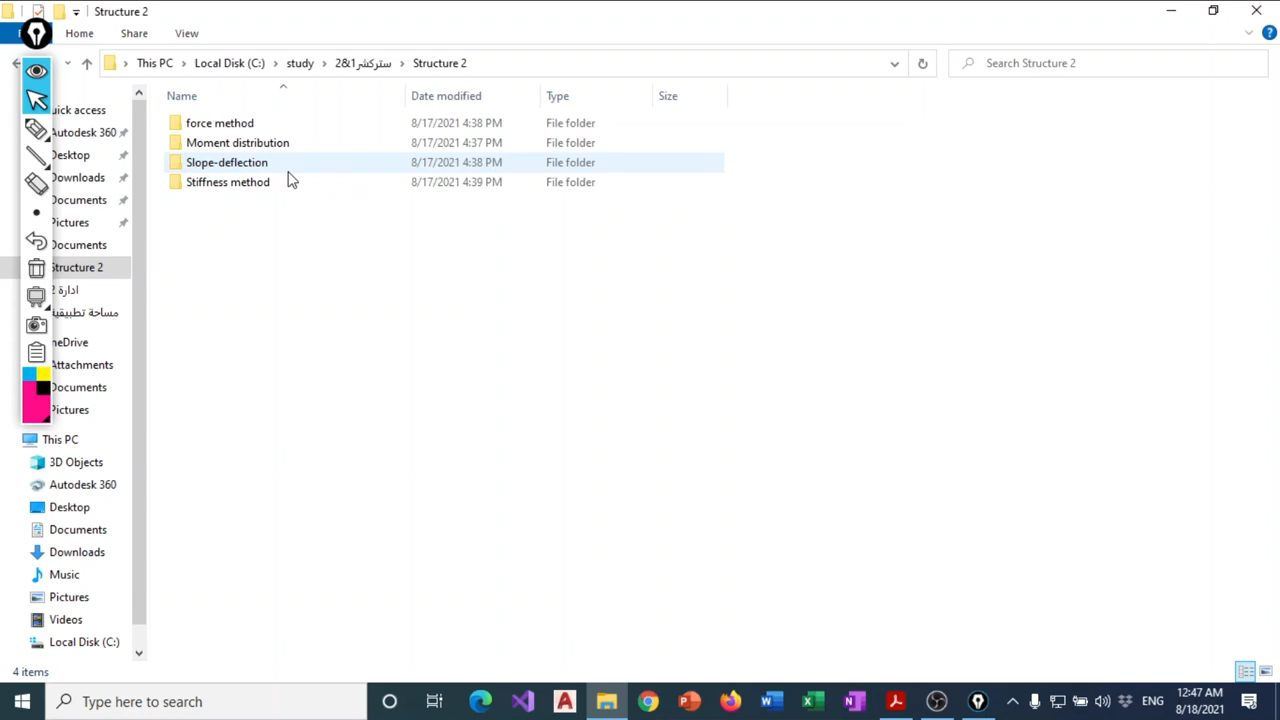 Structure 2
Home Share View
This PC > Local Disk (C:) > study > ستركشر1&2 > Structure 2
Search Structure 2
Name Date modified Type Size
force method 8/17/2021 4:38 PM File folder
Moment distribution 8/17/2021 4:37 PM File folder
Slope-deflection 8/17/2021 4:38 PM File folder
Stiffness method 8/17/2021 4:39 PM File folder
uick access
Autodesk 360
Desktop
Downloads
Documents
Pictures
Documents
Structure 2
ادارة 2
مساحة تطبيقية
neDrive
Attachments
Documents
Pictures
This PC
3D Objects
Autodesk 360
Desktop
Documents
Downloads
Music
Pictures
Videos
Local Disk (C:)
4 items
Type here to search
ENG
12:47 AM
8/18/2021